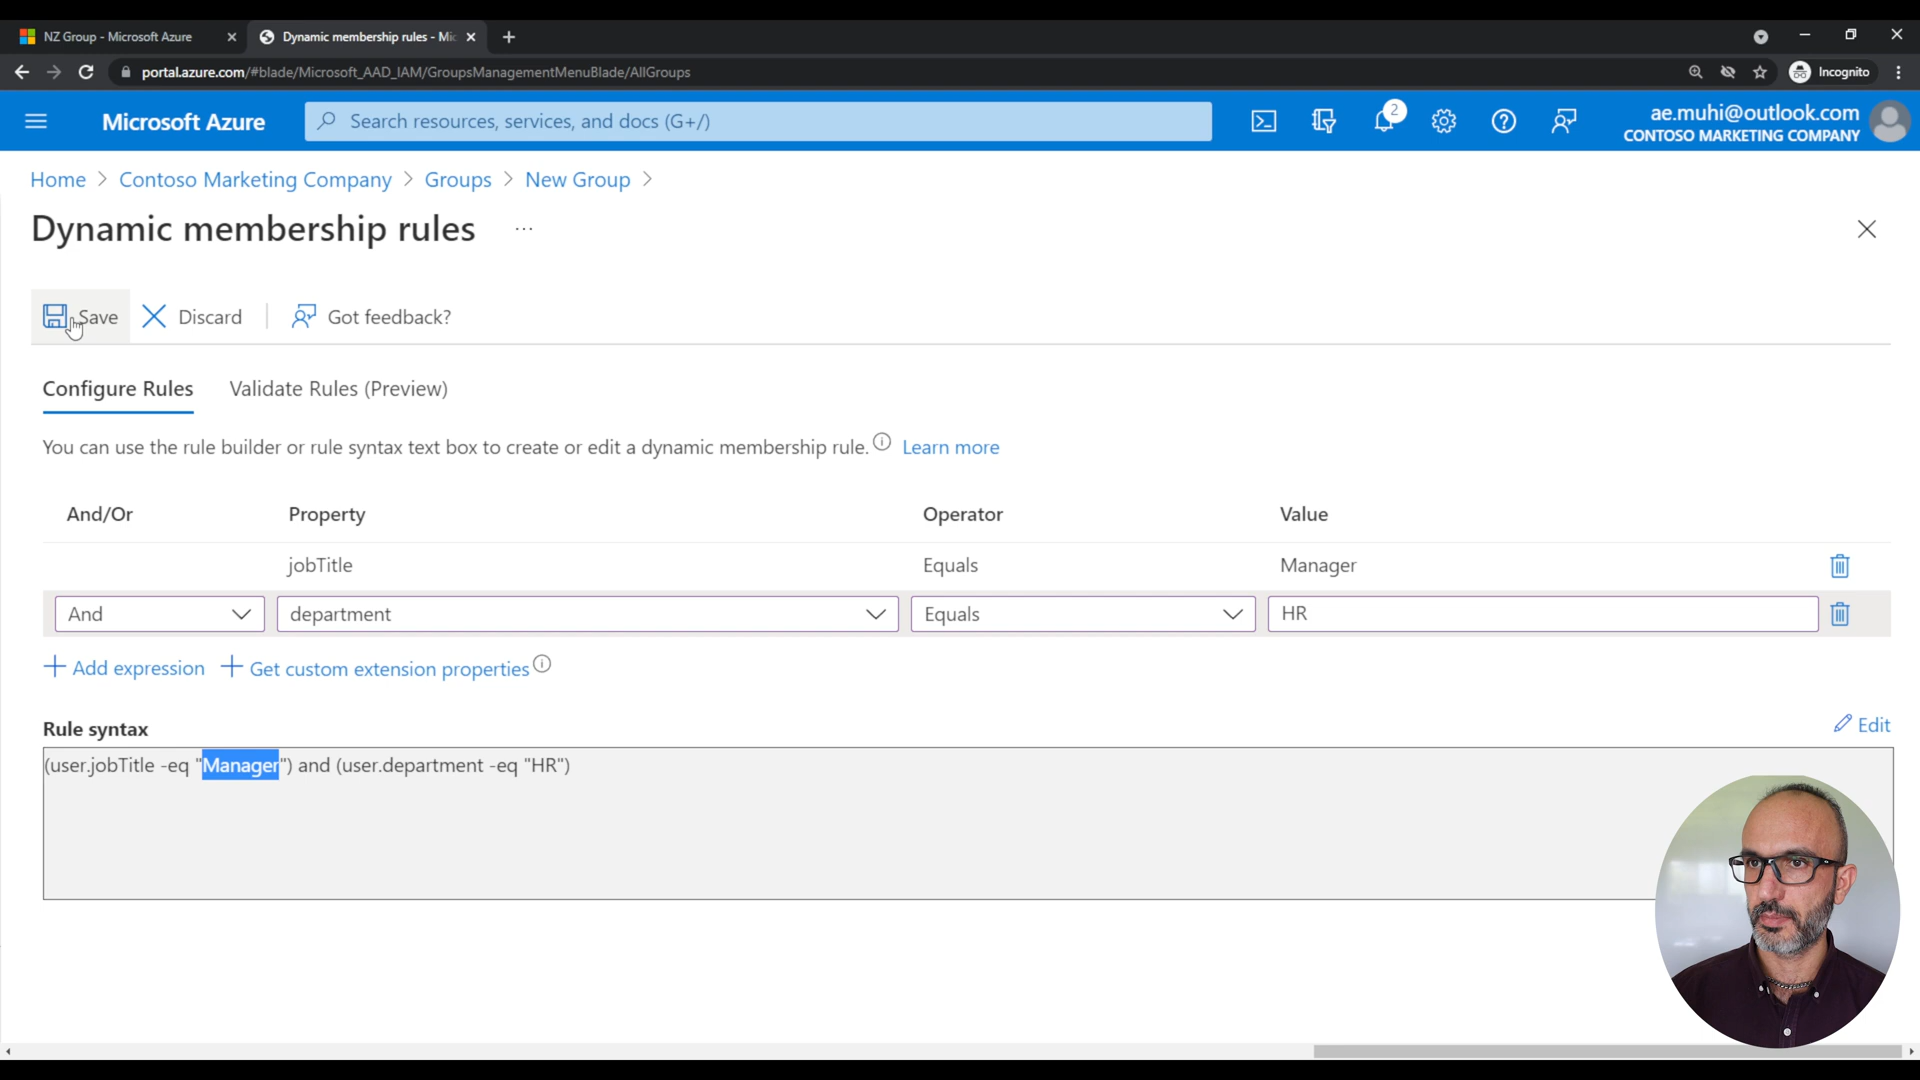 NZ Group - Microsoft Azure
Dynamic membership rules - Mic
portal.azure.com/#blade/Microsoft_AAD_IAM/GroupsManagementMenuBlade/AllGroups
Incognito
Microsoft Azure
Search resources, services, and docs (G+/)
2
ae.muhi@outlook.com
CONTOSO MARKETING COMPANY
Home > Contoso Marketing Company > Groups > New Group >
Dynamic membership rules ...
Save Discard Got feedback?
Configure Rules Validate Rules (Preview)
You can use the rule builder or rule syntax text box to create or edit a dynamic membership rule. Learn more
And/Or Property Operator Value
jobTitle Equals Manager
And department Equals HR
+ Add expression + Get custom extension properties
Rule syntax
Edit
(user.jobTitle -eq "Manager") and (user.department -eq "HR")